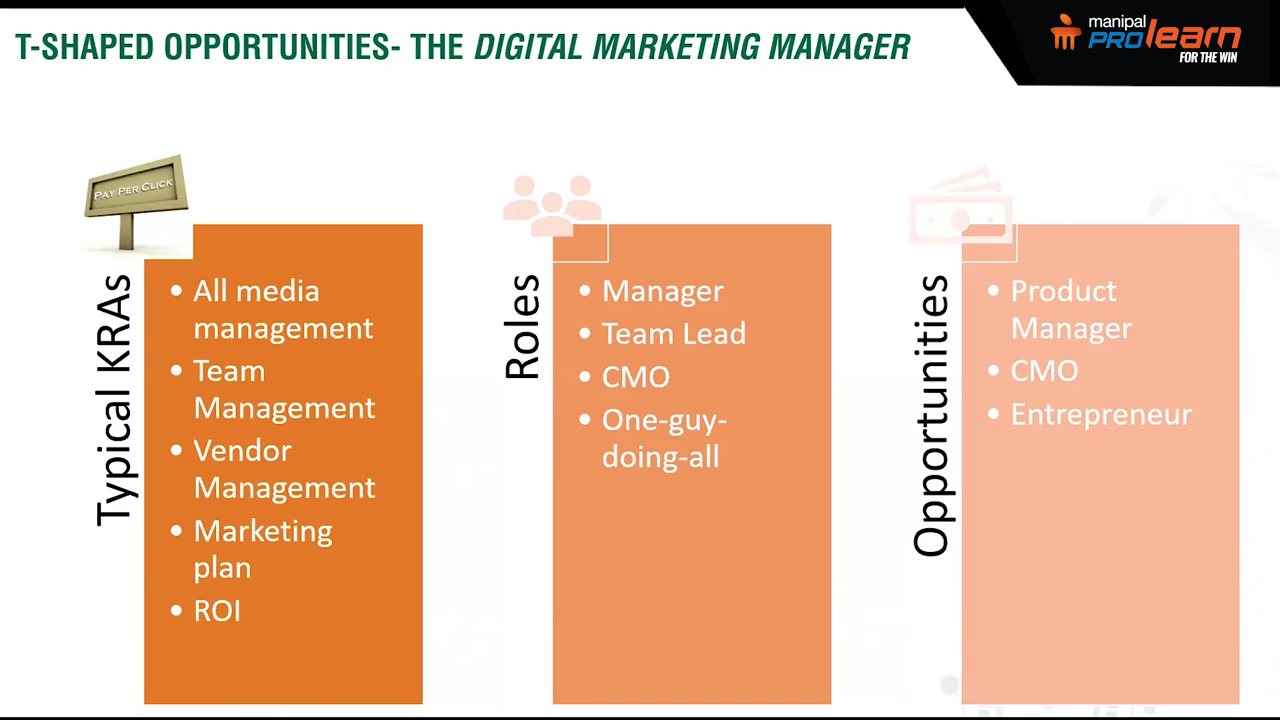 T-SHAPED OPPORTUNITIES- THE DIGITAL MARKETING MANAGER
manipal
PROlearn
FOR THE WIN
PAY PER CLICK
Typical KRAs
• All media
management
• Team
Management
• Vendor
Management
• Marketing
plan
• ROI
Roles
• Manager
• Team Lead
• CMO
• One-guy-
doing-all
Opportunities
• Product
Manager
• CMO
• Entrepreneur